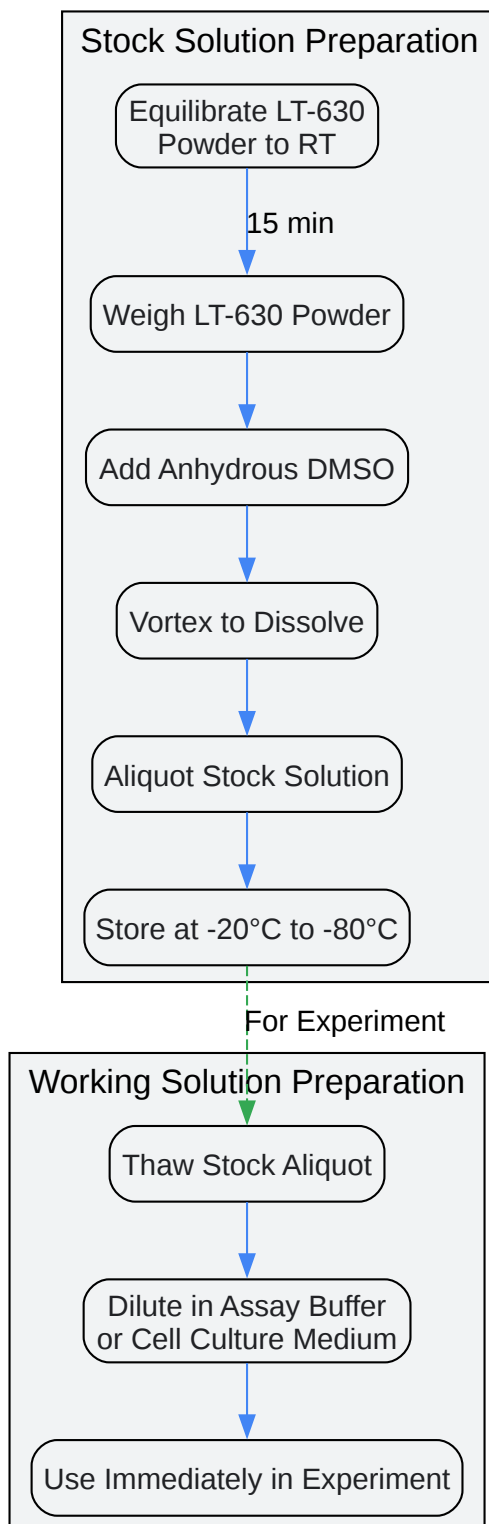 Stock Solution Preparation
Equilibrate LT-630
Powder to RT
15 min
Weigh LT-630 Powder
Add Anhydrous DMSO
Vortex to Dissolve
Aliquot Stock Solution
Store at -20°C to -80°C
For Experiment
Working Solution Preparation
Thaw Stock Aliquot
Dilute in Assay Buffer
or Cell Culture Medium
Use Immediately in Experiment